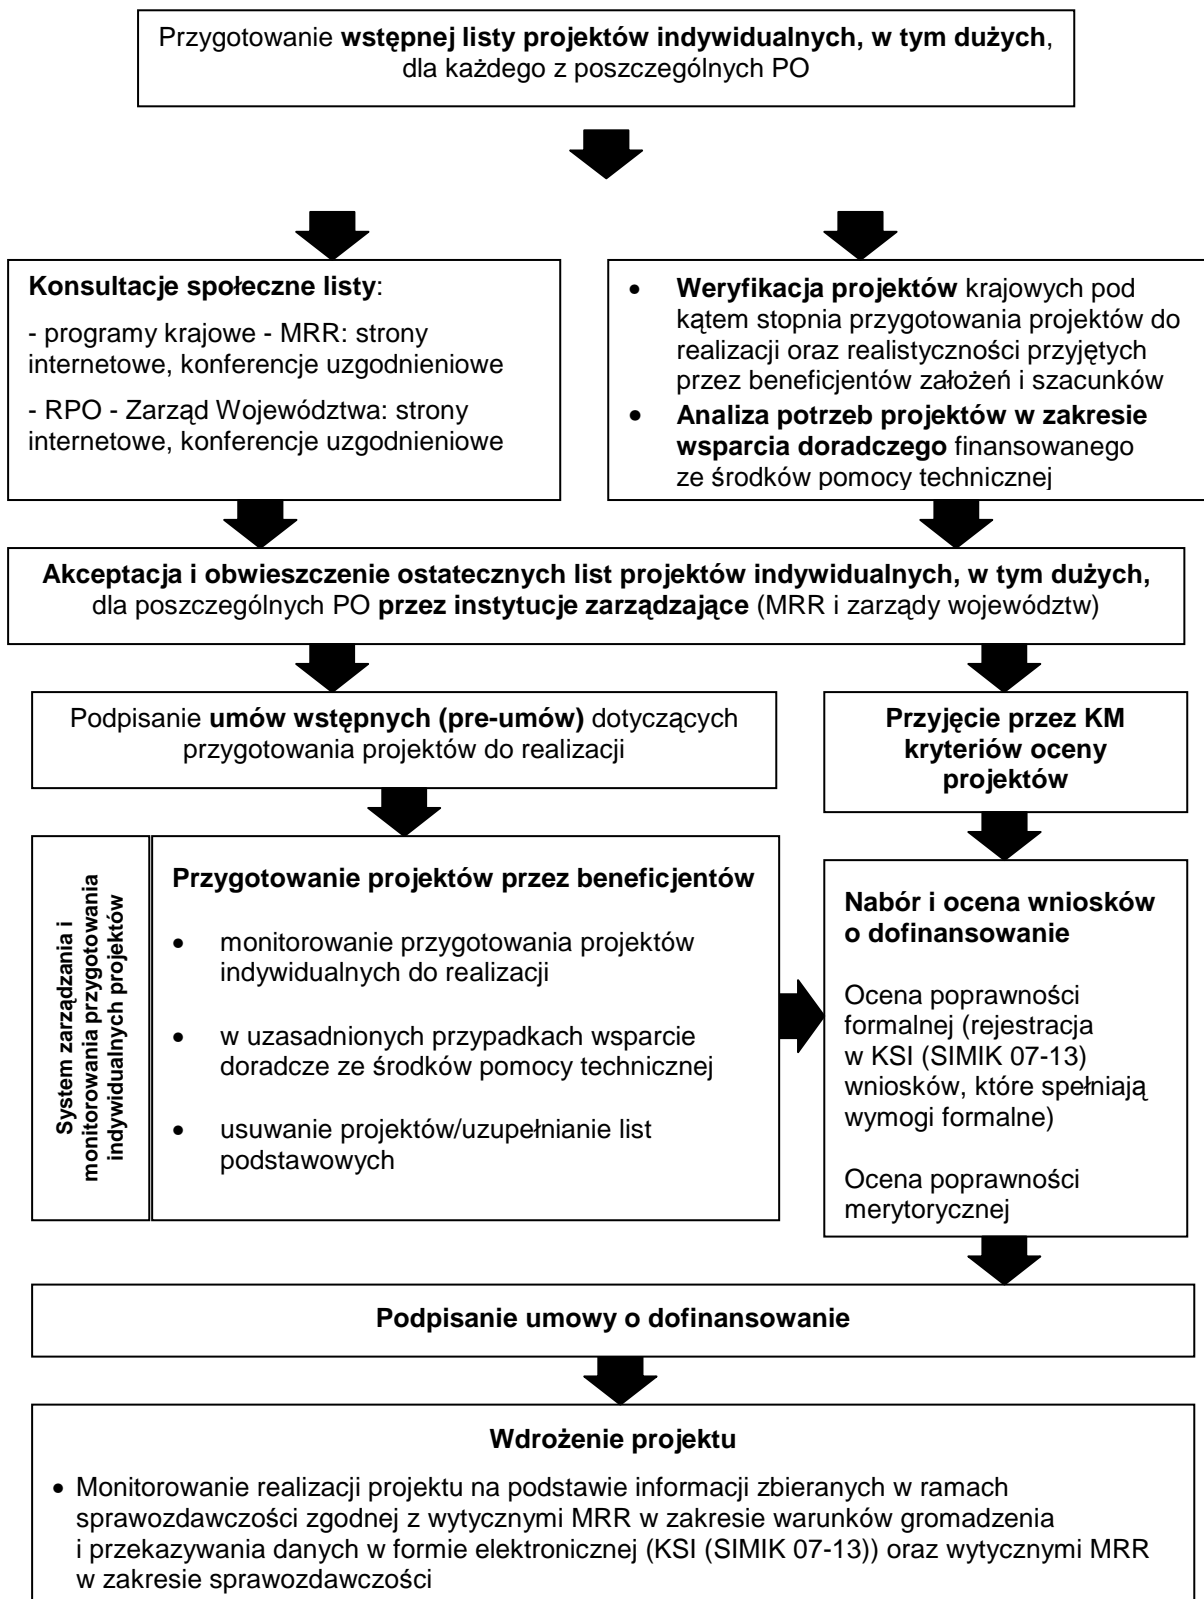 Przygotowanie wstępnej listy projektów indywidualnych, w tym dużych,
dla każdego z poszczególnych PO
Konsultacje społeczne listy:
- programy krajowe - MRR: strony
internetowe, konferencje uzgodnieniowe
- RPO - Zarząd Województwa: strony
internetowe, konferencje uzgodnieniowe
• Weryfikacja projektów krajowych pod
kątem stopnia przygotowania projektów do
realizacji oraz realistyczności przyjętych
przez beneficjentów założeń i szacunków
• Analiza potrzeb projektów w zakresie
wsparcia doradczego finansowanego
ze środków pomocy technicznej
Akceptacja i obwieszczenie ostatecznych list projektów indywidualnych, w tym dużych,
dla poszczególnych PO przez instytucje zarządzające (MRR i zarządy województw)
Podpisanie umów wstępnych (pre-umów) dotyczących
przygotowania projektów do realizacji
Przyjęcie przez KM
kryteriów oceny
projektów
System zarządzania i
monitorowania przygotowania
indywidualnych projektów
Przygotowanie projektów przez beneficjentów
• monitorowanie przygotowania projektów
indywidualnych do realizacji
• w uzasadnionych przypadkach wsparcie
doradcze ze środków pomocy technicznej
• usuwanie projektów/uzupełnianie list
podstawowych
Nabór i ocena wniosków
o dofinansowanie
Ocena poprawności
formalnej (rejestracja
w KSI (SIMIK 07-13)
wniosków, które spełniają
wymogi formalne)
Ocena poprawności
merytorycznej
Podpisanie umowy o dofinansowanie
Wdrożenie projektu
• Monitorowanie realizacji projektu na podstawie informacji zbieranych w ramach
sprawozdawczości zgodnej z wytycznymi MRR w zakresie warunków gromadzenia
i przekazywania danych w formie elektronicznej (KSI (SIMIK 07-13)) oraz wytycznymi MRR
w zakresie sprawozdawczości